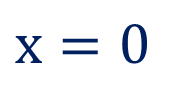 x = 0